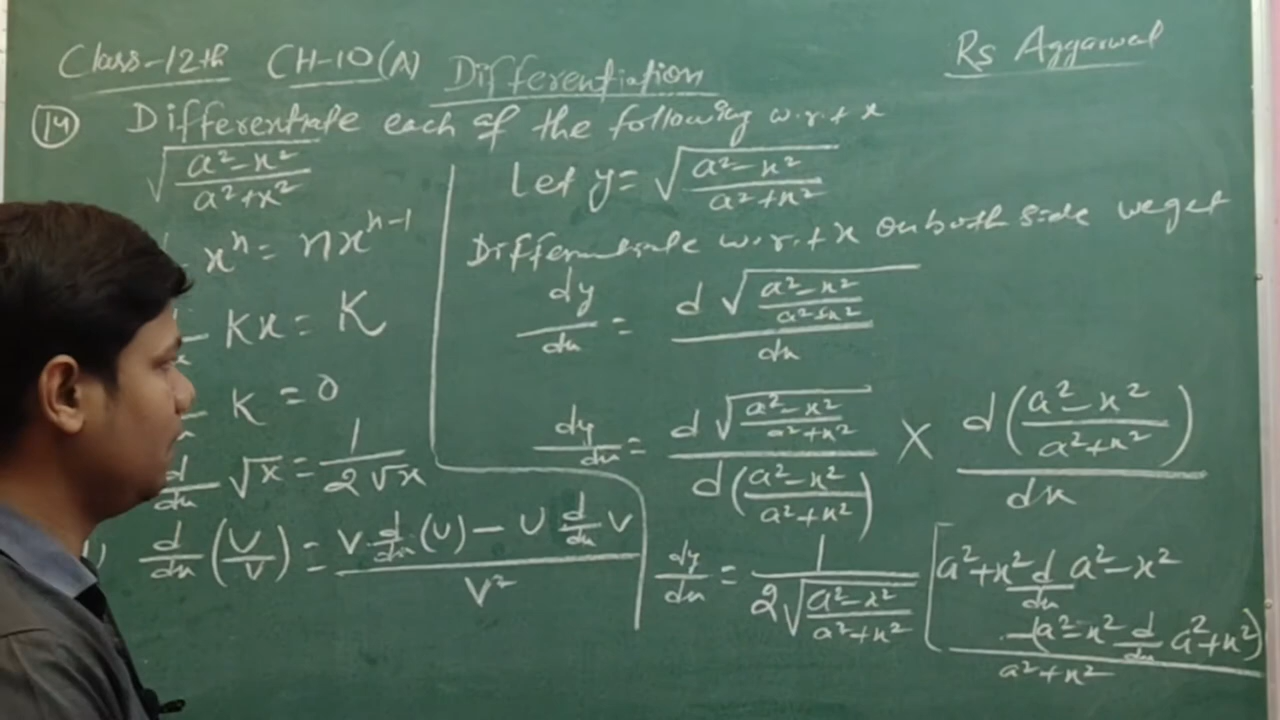 Class-12th CH-10(A) Differentiation Rs Aggarwal
(14) Differentiate each of the following w.r.t x
√((a²-x²)/(a²+x²))
xⁿ = nxⁿ⁻¹
Kx = K
K = 0
d/dx √x = 1/(2√x)
d/dx (U/V) = (V d/dx (U) - U d/dx V)/V²
Let y = √((a²-x²)/(a²+x²))
Differentiate w.r.t x on both side we get
dy/dx = d√((a²-x²)/(a²+x²))/dx
dy/dx = d√((a²-x²)/(a²+x²))/d((a²-x²)/(a²+x²)) × d((a²-x²)/(a²+x²))/dx
dy/dx = 1/(2√((a²-x²)/(a²+x²))) [a²+x² d/dx a²-x²
-(a²-x² d/dx a²+x²)
a²+x²